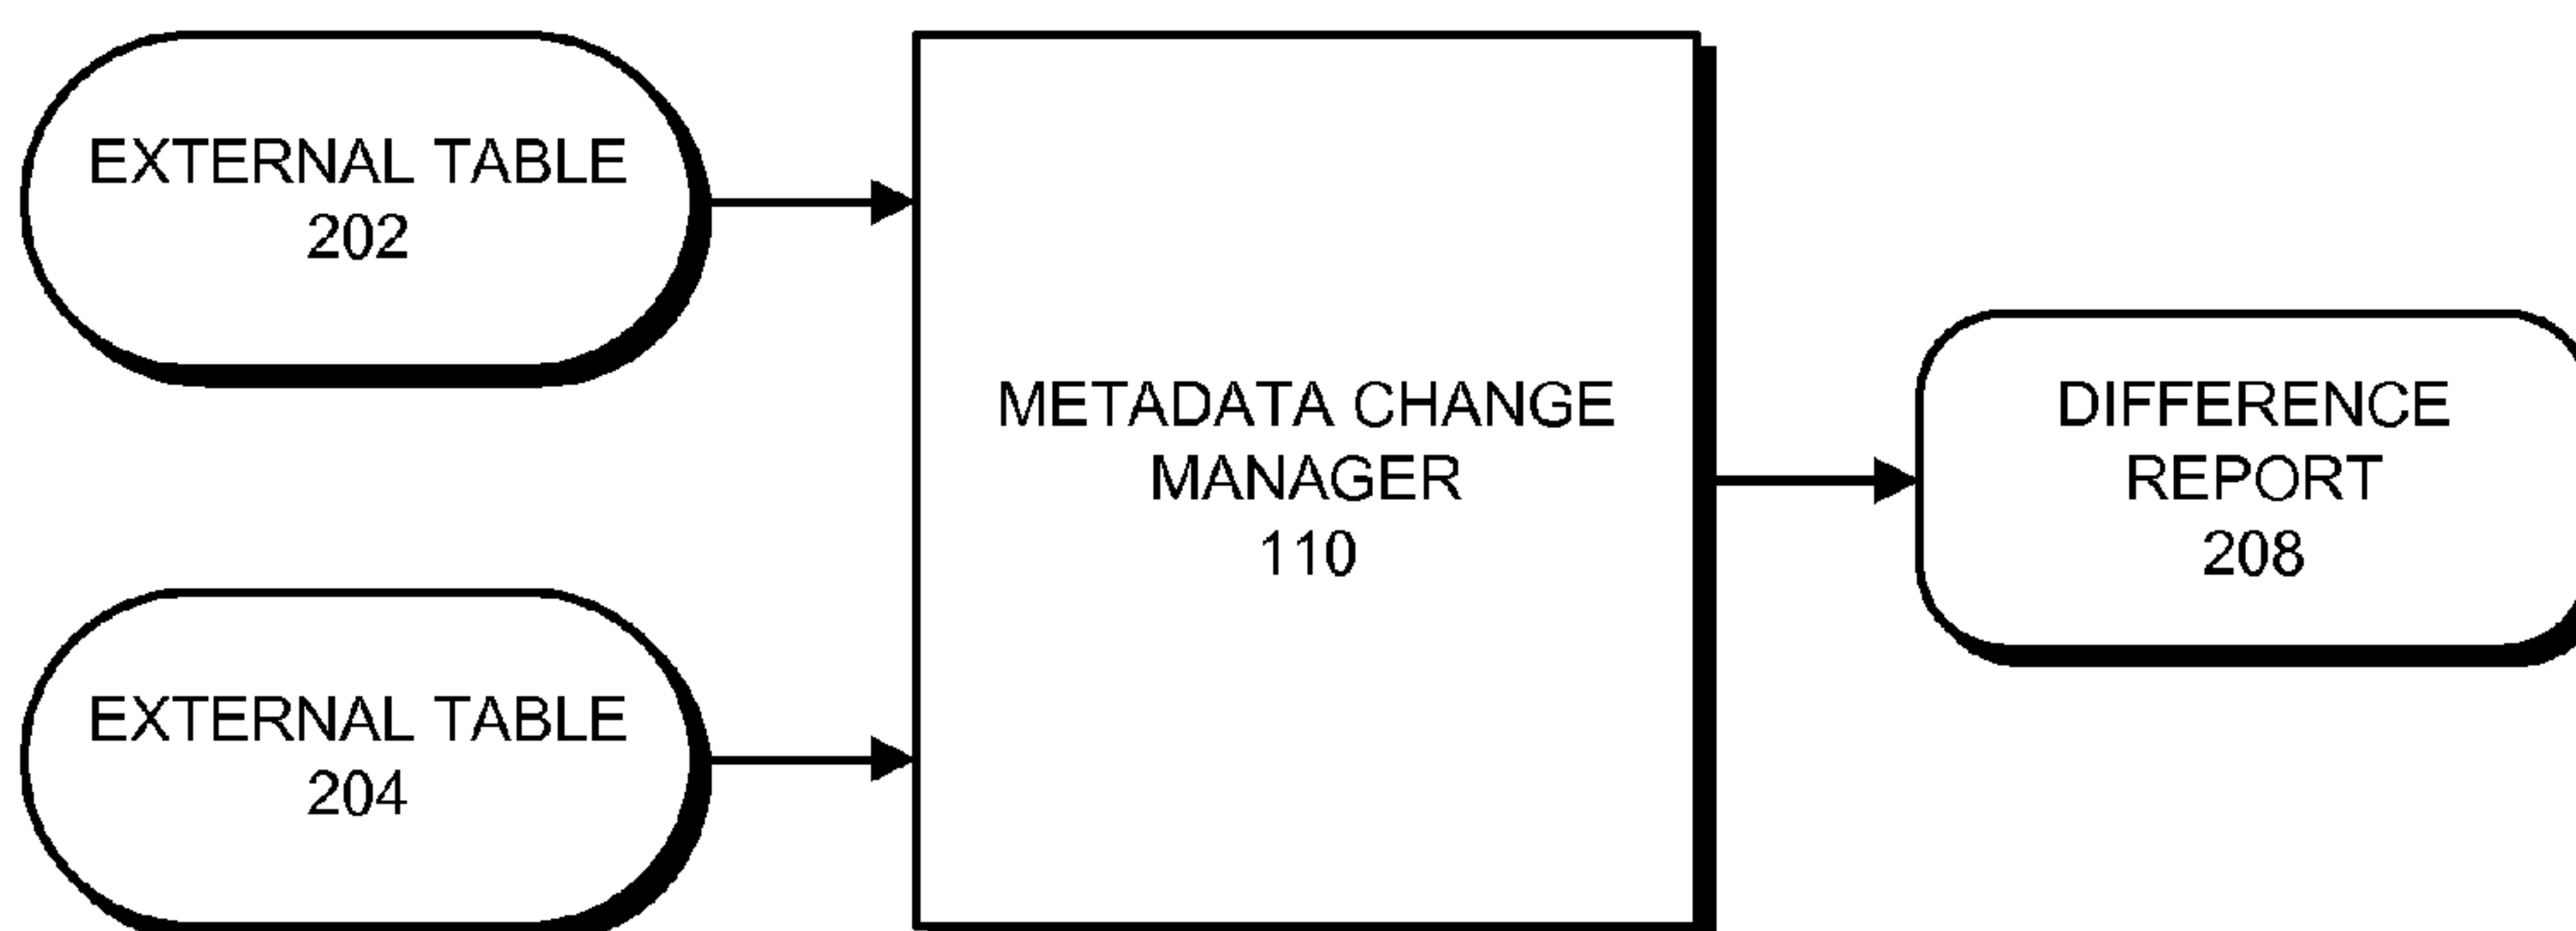 EXTERNAL TABLE
202
EXTERNAL TABLE
204
METADATA CHANGE
MANAGER
110
DIFFERENCE
REPORT
208